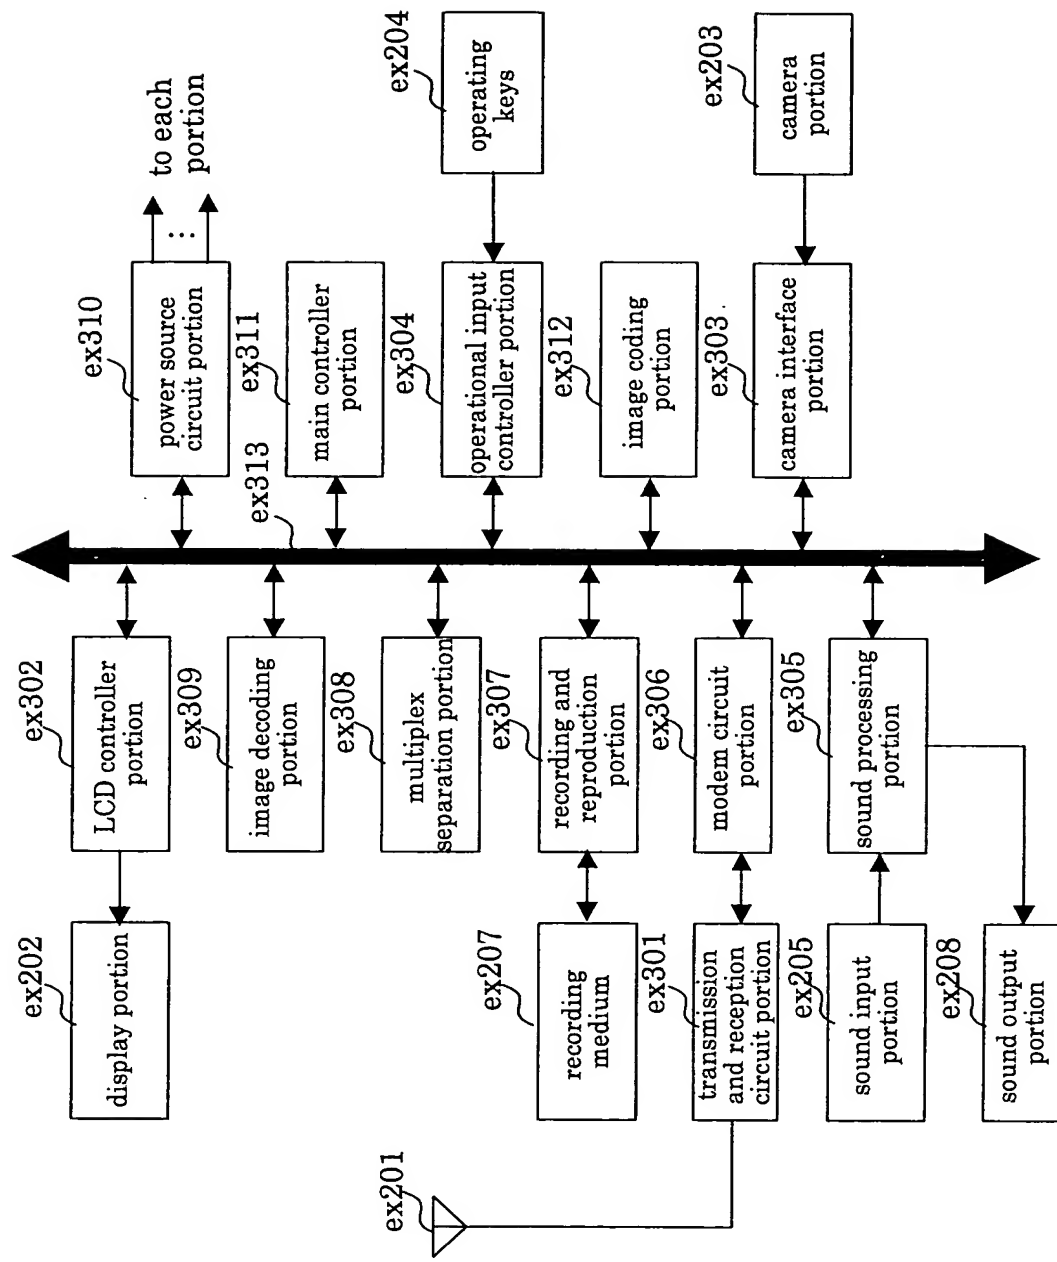 ex204
operating
keys
ex203
camera
portion
to each
portion
...
ex310
power source
circuit portion
ex311
main controller
portion
ex304
operational input
controller portion
ex312
image coding
portion
ex303
camera interface
portion
ex313
ex302
LCD controller
portion
ex309
image decoding
portion
ex308
multiplex
separation portion
ex307
recording and
reproduction
portion
ex306
modem circuit
portion
ex305
sound processing
portion
ex202
display portion
ex207
recording
medium
ex301
transmission
and reception
circuit portion
ex205
sound input
portion
ex208
sound output
portion
ex201